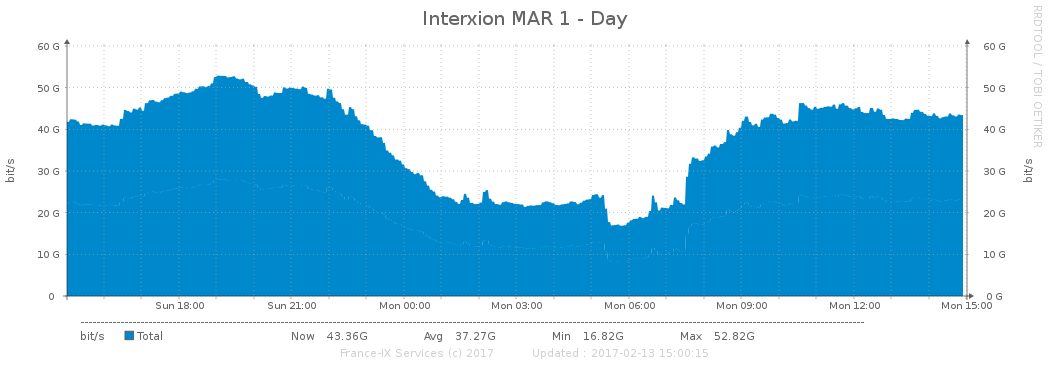 Interxion MAR 1 - Day
RRDTOOL / TOBI OETIKER
60 G 60 G
50 G 50 G
40 G 40 G
30 G 30 G
20 G 20 G
10 G 10 G
0 0 G
bit/s bit/s
Sun 18:00 Sun 21:00 Mon 00:00 Mon 03:00 Mon 06:00 Mon 09:00 Mon 12:00 Mon 15:00
bit/s Total Now 43.36G Avg 37.27G Min 16.82G Max 52.82G
France-IX Services (c) 2017 Updated : 2017-02-13 15:00:15